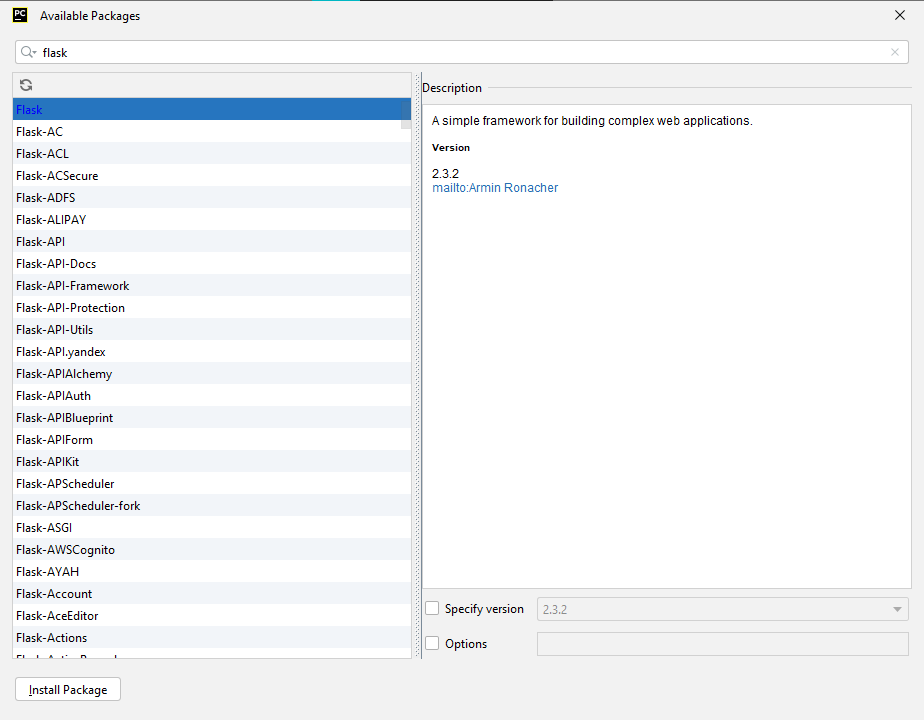 PC
Available Packages
flask
Flask
Flask-AC
Flask-ACL
Flask-ACSecure
Flask-ADFS
Flask-ALIPAY
Flask-API
Flask-API-Docs
Flask-API-Framework
Flask-API-Protection
Flask-API-Utils
Flask-API.yandex
Flask-APIAlchemy
Flask-APIAuth
Flask-APIBlueprint
Flask-APIForm
Flask-APIKit
Flask-APScheduler
Flask-APScheduler-fork
Flask-ASGI
Flask-AWSCognito
Flask-AYAH
Flask-Account
Flask-AceEditor
Flask-Actions
Description
A simple framework for building complex web applications.
Version
2.3.2
mailto:Armin Ronacher
Specify version
2.3.2
Options
Install Package